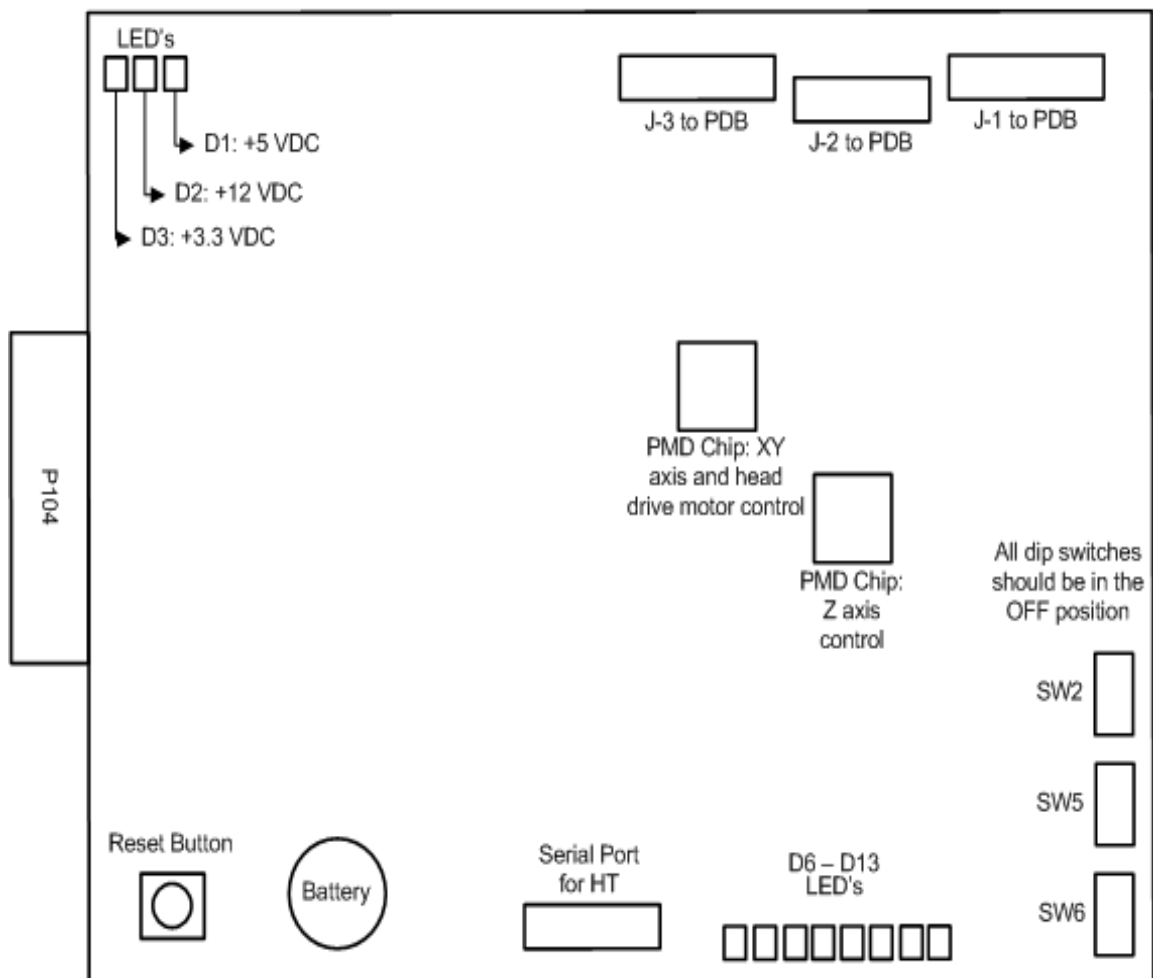 LED's
D1: +5 VDC
D2: +12 VDC
D3: +3.3 VDC
J-3 to PDB
J-2 to PDB
J-1 to PDB
P104
PMD Chip: XY
axis and head
drive motor control
PMD Chip:
Z axis
control
All dip switches
should be in the
OFF position
SW2
SW5
SW6
Reset Button
Battery
Serial Port
for HT
D6 – D13
LED's